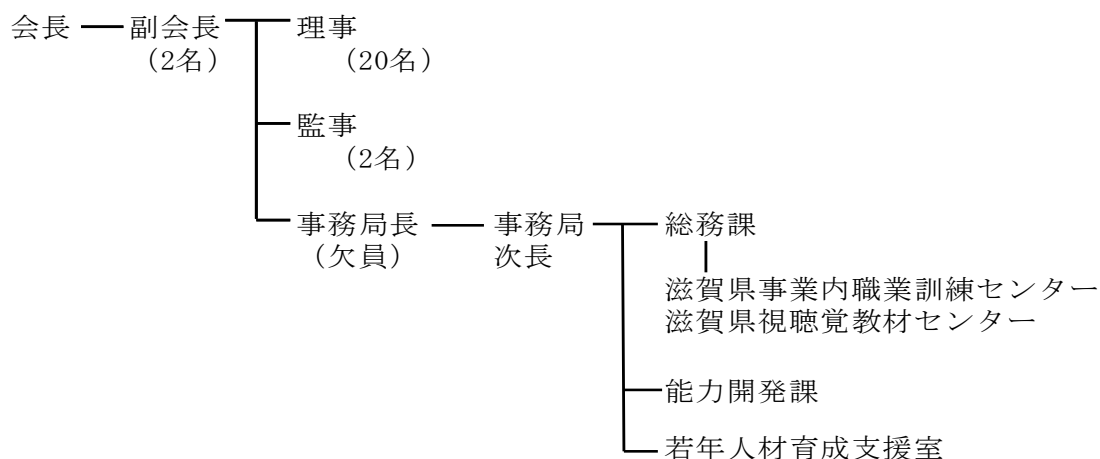 会長
副会長
（2名）
理事
（20名）
監事
（2名）
事務局長
（欠員）
事務局
次長
総務課
滋賀県事業内職業訓練センター
滋賀県視聴覚教材センター
能力開発課
若年人材育成支援室